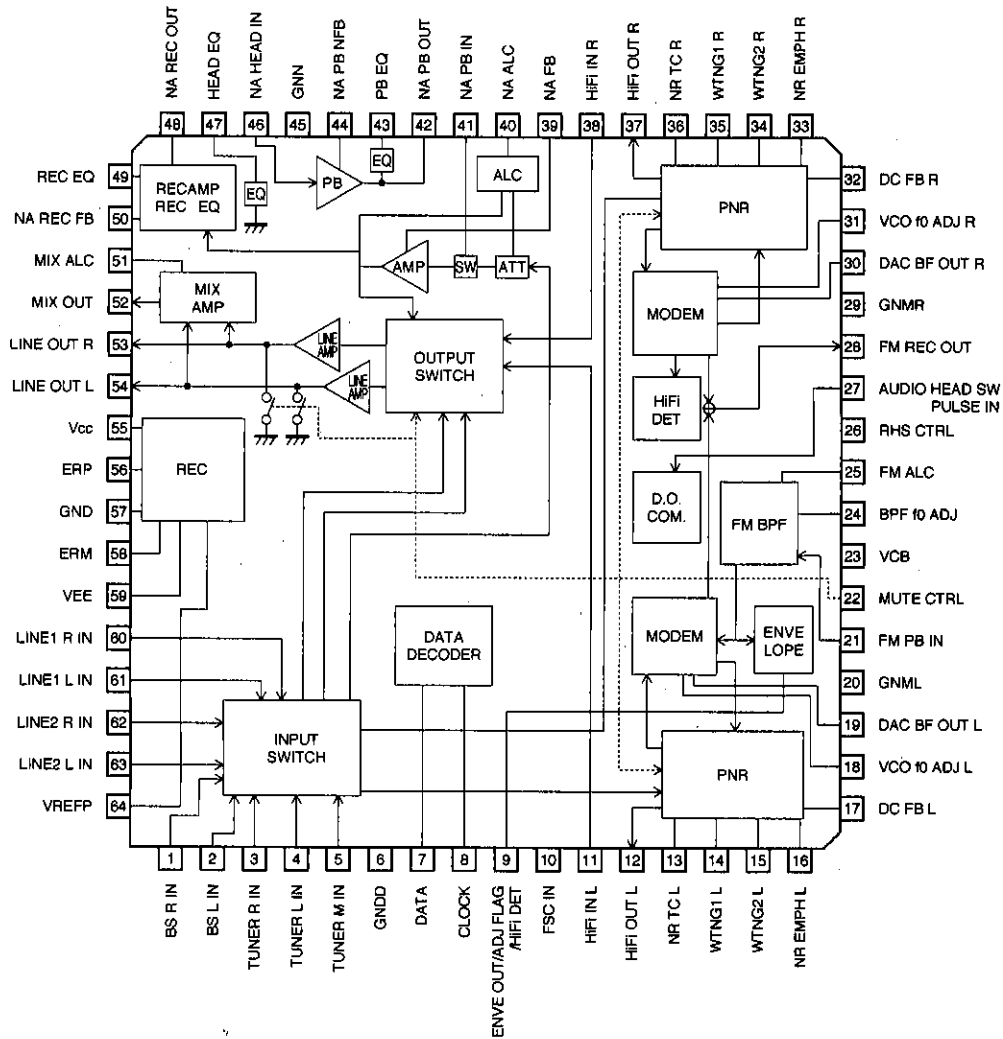 NA REC OUT
HEAD EQ
NA HEAD IN
GNN
NA PB NFB
PB EQ
NA PB OUT
NA PB IN
NA ALC
NA FB
HiFi IN R
HiFi OUT R
NR TC R
WTNG1 R
WTNG2 R
NR EMPH R
48
47
46
45
44
43
42
41
40
39
38
37
36
35
34
33
REC EQ
49
NA REC FB
50
MIX ALC
51
MIX OUT
52
LINE OUT R
53
LINE OUT L
54
Vcc
55
ERP
56
GND
57
ERM
58
VEE
59
LINE1 R IN
60
LINE1 L IN
61
LINE2 R IN
62
LINE2 L IN
63
VREFP
64
RECAMP
REC EQ
EQ
PB
EQ
ALC
AMP
SW
ATT
MIX
AMP
LINE
AMP
LINE
AMP
OUTPUT
SWITCH
REC
DATA
DECODER
INPUT
SWITCH
PNR
MODEM
HiFi
DET
D.O.
COM.
FM BPF
MODEM
ENVE
LOPE
PNR
32
DC FB R
31
VCO f0 ADJ R
30
DAC BF OUT R
29
GNMR
28
FM REC OUT
27
AUDIO HEAD SW
PULSE IN
26
RHS CTRL
25
FM ALC
24
BPF f0 ADJ
23
VCB
22
MUTE CTRL
21
FM PB IN
20
GNML
19
DAC BF OUT L
18
VCO f0 ADJ L
17
DC FB L
1
2
3
4
5
6
7
8
9
10
11
12
13
14
15
16
BS R IN
BS L IN
TUNER R IN
TUNER L IN
TUNER M IN
GNDD
DATA
CLOCK
ENVE OUT/ADJ FLAG
/HiFi DET
FSC IN
HiFi IN L
HiFi OUT L
NR TC L
WTNG1 L
WTNG2 L
NR EMPH L